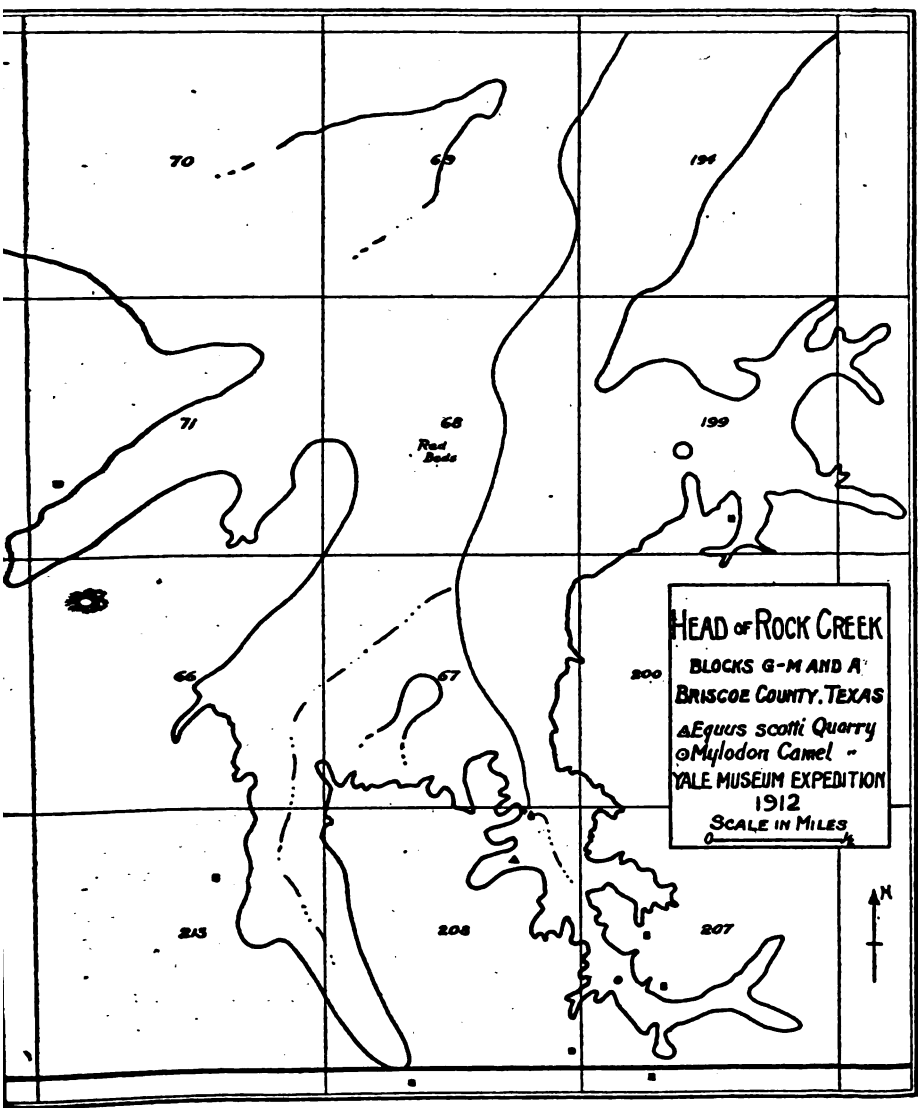 70
69
194
71
68
Red
Beds
199
66
67
200
HEAD OF ROCK CREEK
BLOCKS G-M AND A
BRISCOE COUNTY, TEXAS
Equus scotti Quarry
Mylodon Camel "
YALE MUSEUM EXPEDITION
1912
SCALE IN MILES
0 ½
N
213
208
207